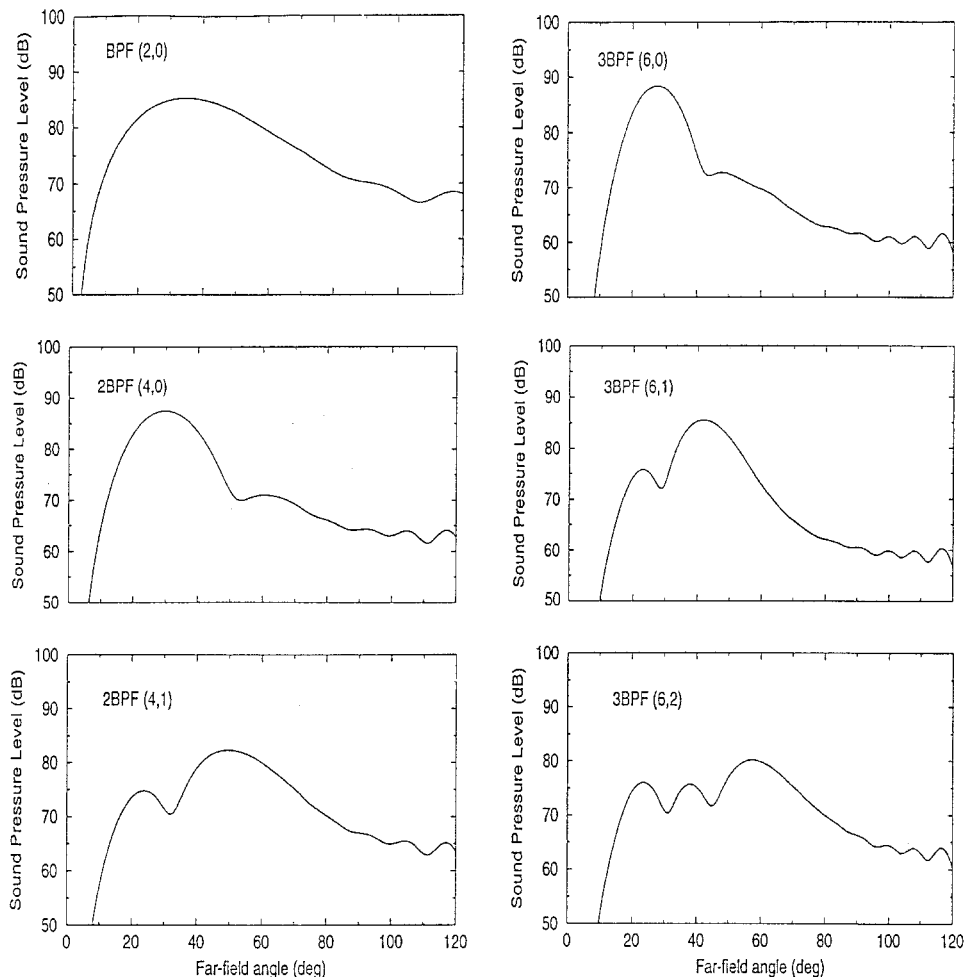 100
90
80
70
60
50
Sound Pressure Level (dB)
BPF (2,0)
100
90
80
70
60
50
Sound Pressure Level (dB)
3BPF (6,0)
100
90
80
70
60
50
Sound Pressure Level (dB)
2BPF (4,0)
100
90
80
70
60
50
Sound Pressure Level (dB)
3BPF (6,1)
100
90
80
70
60
50
Sound Pressure Level (dB)
2BPF (4,1)
0 20 40 60 80 100 120
Far-field angle (deg)
100
90
80
70
60
50
Sound Pressure Level (dB)
3BPF (6,2)
0 20 40 60 80 100 120
Far-field angle (deg)